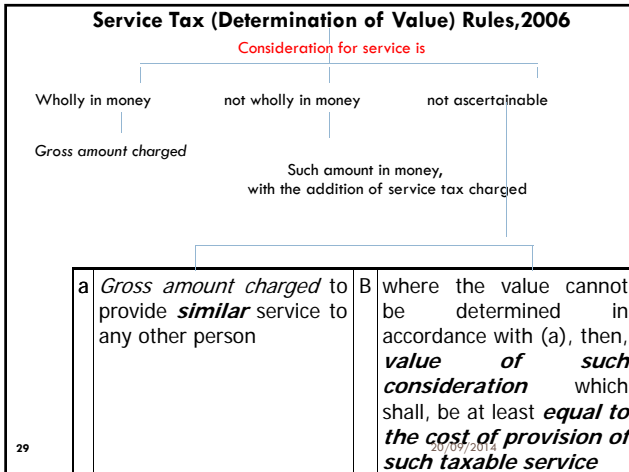 Service Tax (Determination of Value) Rules,2006
Consideration for service is
Wholly in money not wholly in money not ascertainable
Gross amount charged
Such amount in money,
with the addition of service tax charged
a Gross amount charged to
provide similar service to
any other person
B where the value cannot
be determined in
accordance with (a), then,
value of such
consideration which
shall, be at least equal to
the cost of provision of
such taxable service
29
20/09/2014